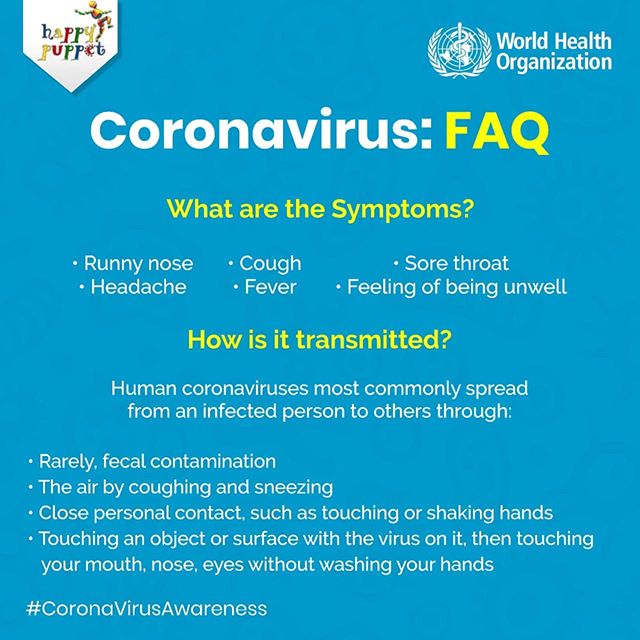 happy
puppet
World Health
Organization
Coronavirus: FAQ
What are the Symptoms?
• Runny nose • Cough • Sore throat
• Headache • Fever • Feeling of being unwell
How is it transmitted?
Human coronaviruses most commonly spread
from an infected person to others through:
• Rarely, fecal contamination
• The air by coughing and sneezing
• Close personal contact, such as touching or shaking hands
• Touching an object or surface with the virus on it, then touching
your mouth, nose, eyes without washing your hands
#CoronaVirusAwareness